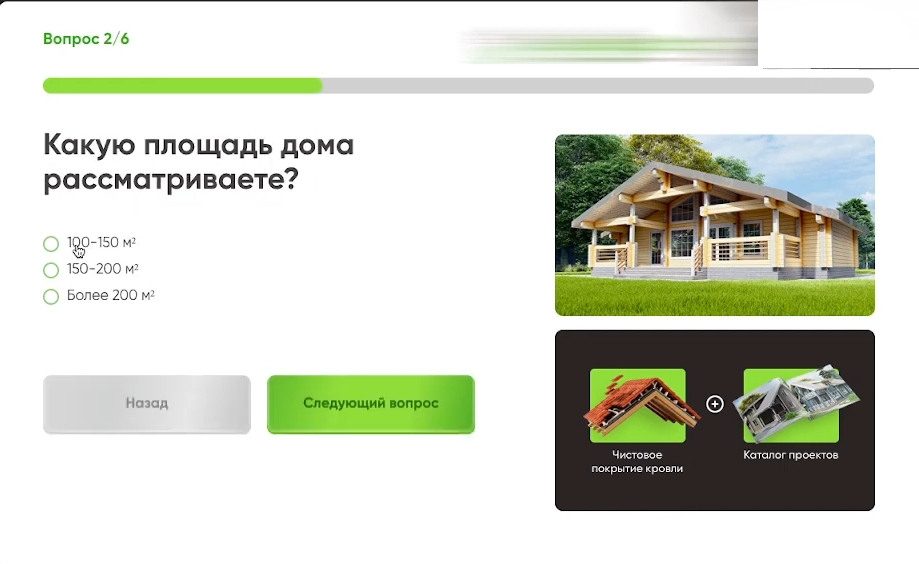 Вопрос 2/6
Какую площадь дома
рассматриваете?
100-150 м²
150-200 м²
Более 200 м²
Назад
Следующий вопрос
Чистовое
покрытие кровли
Каталог проектов